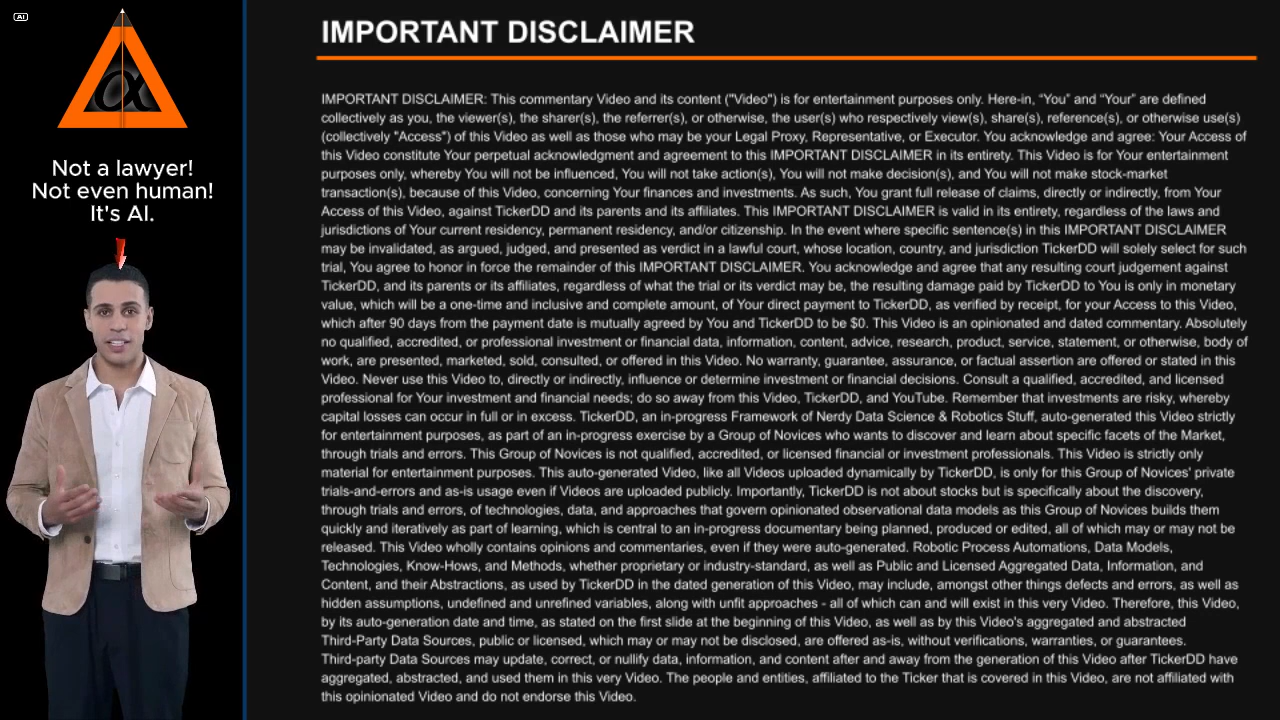 AI
α
Not a lawyer!
Not even human!
It's AI.
IMPORTANT DISCLAIMER
IMPORTANT DISCLAIMER: This commentary Video and its content ("Video") is for entertainment purposes only. Here-in, “You” and “Your” are defined
collectively as you, the viewer(s), the sharer(s), the referrer(s), or otherwise, the user(s) who respectively view(s), share(s), reference(s), or otherwise use(s)
(collectively "Access") of this Video as well as those who may be your Legal Proxy, Representative, or Executor. You acknowledge and agree: Your Access of
this Video constitute Your perpetual acknowledgment and agreement to this IMPORTANT DISCLAIMER in its entirety. This Video is for Your entertainment
purposes only, whereby You will not be influenced, You will not take action(s), You will not make decision(s), and You will not make stock-market
transaction(s), because of this Video, concerning Your finances and investments. As such, You grant full release of claims, directly or indirectly, from Your
Access of this Video, against TickerDD and its parents and its affiliates. This IMPORTANT DISCLAIMER is valid in its entirety, regardless of the laws and
jurisdictions of Your current residency, permanent residency, and/or citizenship. In the event where specific sentence(s) in this IMPORTANT DISCLAIMER
may be invalidated, as argued, judged, and presented as verdict in a lawful court, whose location, country, and jurisdiction TickerDD will solely select for such
trial, You agree to honor in force the remainder of this IMPORTANT DISCLAIMER. You acknowledge and agree that any resulting court judgement against
TickerDD, and its parents or its affiliates, regardless of what the trial or its verdict may be, the resulting damage paid by TickerDD to You is only in monetary
value, which will be a one-time and inclusive and complete amount, of Your direct payment to TickerDD, as verified by receipt, for your Access to this Video,
which after 90 days from the payment date is mutually agreed by You and TickerDD to be $0. This Video is an opinionated and dated commentary. Absolutely
no qualified, accredited, or professional investment or financial data, information, content, advice, research, product, service, statement, or otherwise, body of
work, are presented, marketed, sold, consulted, or offered in this Video. No warranty, guarantee, assurance, or factual assertion are offered or stated in this
Video. Never use this Video to, directly or indirectly, influence or determine investment or financial decisions. Consult a qualified, accredited, and licensed
professional for Your investment and financial needs; do so away from this Video, TickerDD, and YouTube. Remember that investments are risky, whereby
capital losses can occur in full or in excess. TickerDD, an in-progress Framework of Nerdy Data Science & Robotics Stuff, auto-generated this Video strictly
for entertainment purposes, as part of an in-progress exercise by a Group of Novices who wants to discover and learn about specific facets of the Market,
through trials and errors. This Group of Novices is not qualified, accredited, or licensed financial or investment professionals. This Video is strictly only
material for entertainment purposes. This auto-generated Video, like all Videos uploaded dynamically by TickerDD, is only for this Group of Novices' private
trials-and-errors and as-is usage even if Videos are uploaded publicly. Importantly, TickerDD is not about stocks but is specifically about the discovery,
through trials and errors, of technologies, data, and approaches that govern opinionated observational data models as this Group of Novices builds them
quickly and iteratively as part of learning, which is central to an in-progress documentary being planned, produced or edited, all of which may or may not be
released. This Video wholly contains opinions and commentaries, even if they were auto-generated. Robotic Process Automations, Data Models,
Technologies, Know-Hows, and Methods, whether proprietary or industry-standard, as well as Public and Licensed Aggregated Data, Information, and
Content, and their Abstractions, as used by TickerDD in the dated generation of this Video, may include, amongst other things defects and errors, as well as
hidden assumptions, undefined and unrefined variables, along with unfit approaches - all of which can and will exist in this very Video. Therefore, this Video,
by its auto-generation date and time, as stated on the first slide at the beginning of this Video, as well as by this Video's aggregated and abstracted
Third-Party Data Sources, public or licensed, which may or may not be disclosed, are offered as-is, without verifications, warranties, or guarantees.
Third-party Data Sources may update, correct, or nullify data, information, and content after and away from the generation of this Video after TickerDD have
aggregated, abstracted, and used them in this very Video. The people and entities, affiliated to the Ticker that is covered in this Video, are not affiliated with
this opinionated Video and do not endorse this Video.